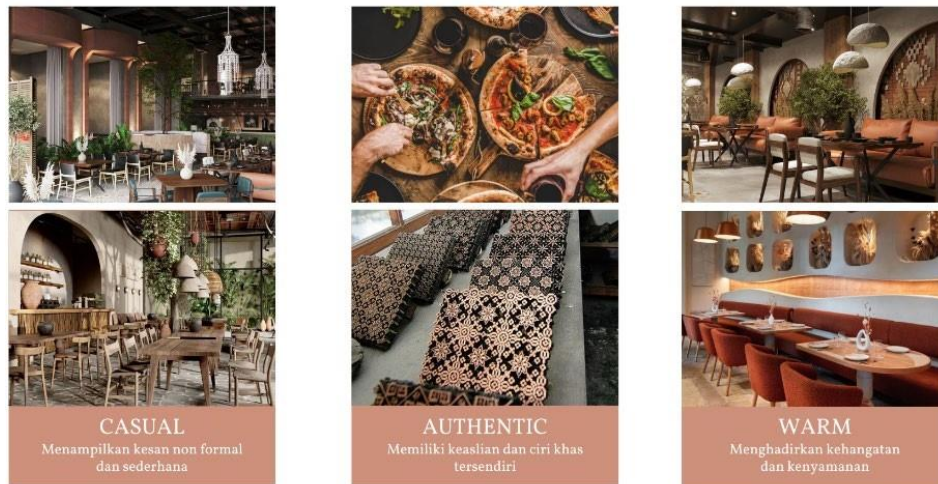 CASUAL
Menampilkan kesan non formal
dan sederhana
AUTHENTIC
Memiliki keaslian dan ciri khas
tersendiri
WARM
Menghadirkan kehangatan
dan kenyamanan